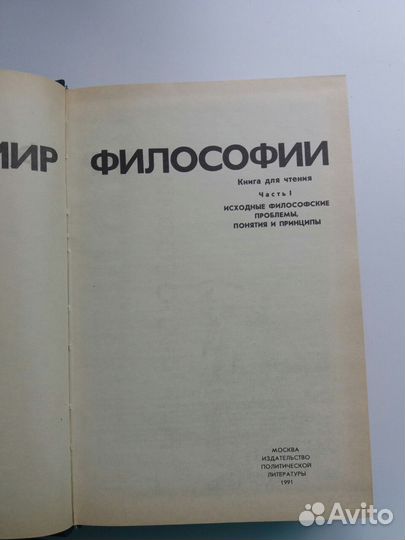 МИР ФИЛОСОФИИ
Книга для чтения
Часть I
ИСХОДНЫЕ ФИЛОСОФСКИЕ
ПРОБЛЕМЫ,
ПОНЯТИЯ И ПРИНЦИПЫ
МОСКВА
ИЗДАТЕЛЬСТВО
ПОЛИТИЧЕСКОЙ
ЛИТЕРАТУРЫ
1991
Avito